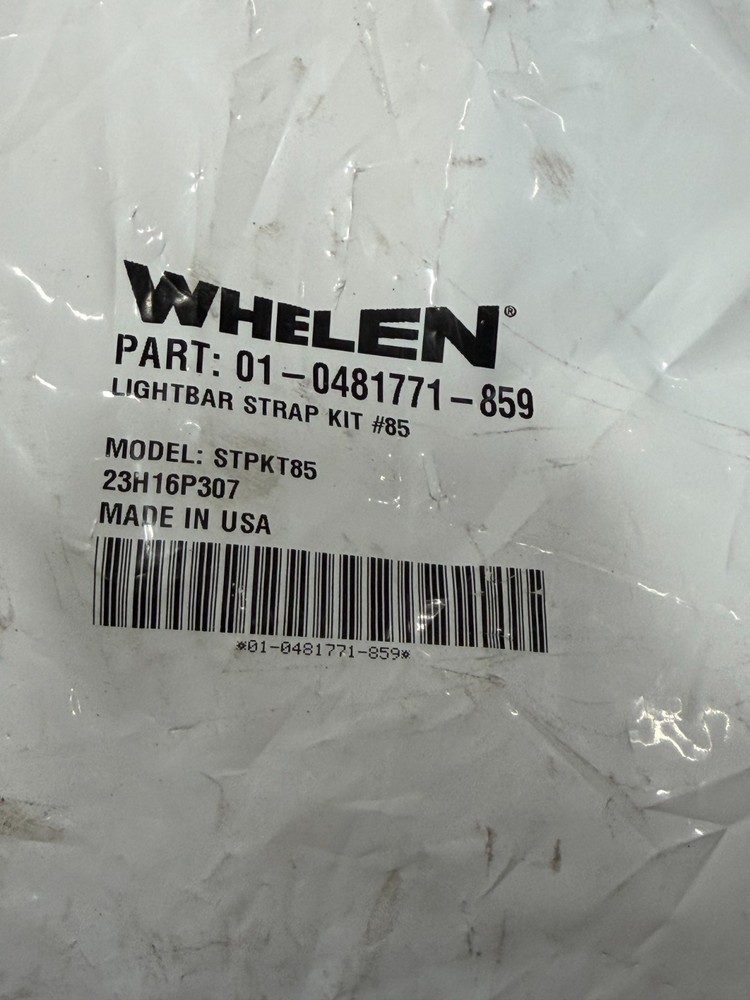 WHELEN®
PART: 01-0481771-859
LIGHTBAR STRAP KIT #85
MODEL: STPKT85
23H16P307
MADE IN USA
*01-0481771-859*